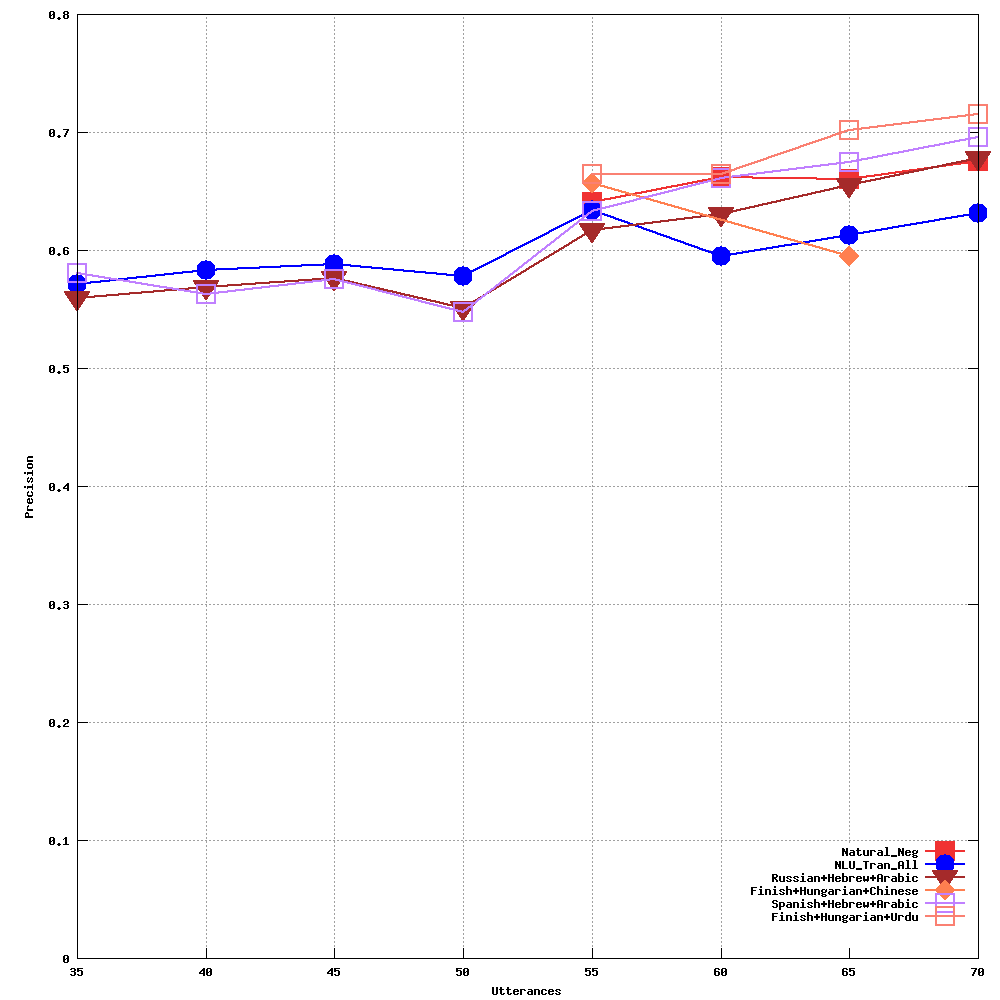 0.8
0.7
0.6
0.5
0.4
0.3
0.2
0.1
0
Precision
35 40 45 50 55 60 65 70
Utterances
Natural_Neg
NLU_Tran_All
Russian+Hebrew+Arabic
Finish+Hungarian+Chinese
Spanish+Hebrew+Arabic
Finish+Hungarian+Urdu